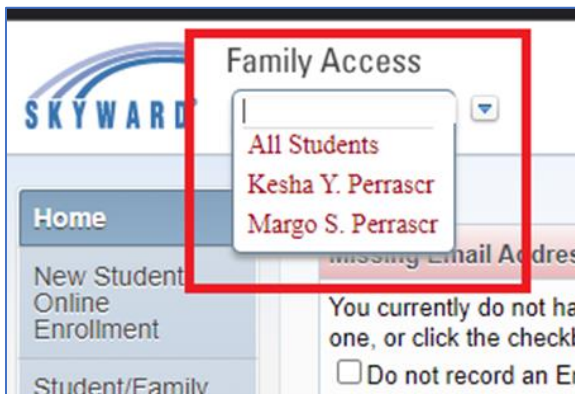 Family Access
SKYWARD
All Students
Kesha Y. Perrascr
Margo S. Perrascr
Home
New Student
Online
Enrollment
Student/Family
Missing Email Addres
You currently do not ha
one, or click the checkb
Do not record an Er